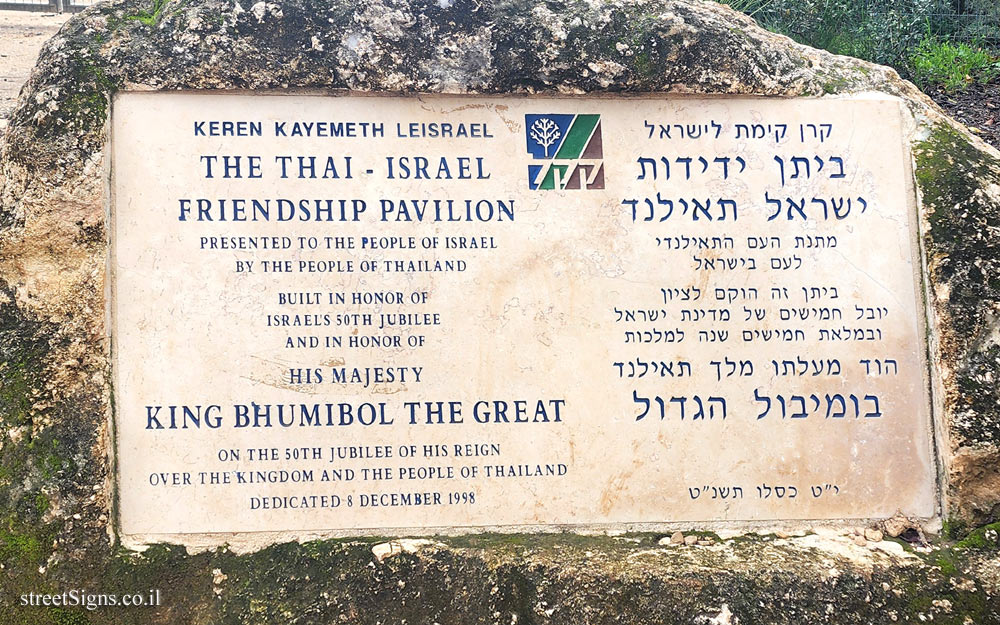 KEREN KAYEMETH LEISRAEL
THE THAI - ISRAEL
FRIENDSHIP PAVILION
PRESENTED TO THE PEOPLE OF ISRAEL
BY THE PEOPLE OF THAILAND
BUILT IN HONOR OF
ISRAEL'S 50TH JUBILEE
AND IN HONOR OF
HIS MAJESTY
KING BHUMIBOL THE GREAT
ON THE 50TH JUBILEE OF HIS REIGN
OVER THE KINGDOM AND THE PEOPLE OF THAILAND
DEDICATED 8 DECEMBER 1998
קקל
קרן קימת לישראל
ביתן ידידות
ישראל תאילנד
מתנת העם התאילנדי
לעם בישראל
ביתן זה הוקם לציון
יובל חמישים של מדינת ישראל
ובמלאת חמישים שנה למלכות
הוד מעלתו מלך תאילנד
בומיבול הגדול
י"ט כסלו תשנ"ט
streetSigns.co.il